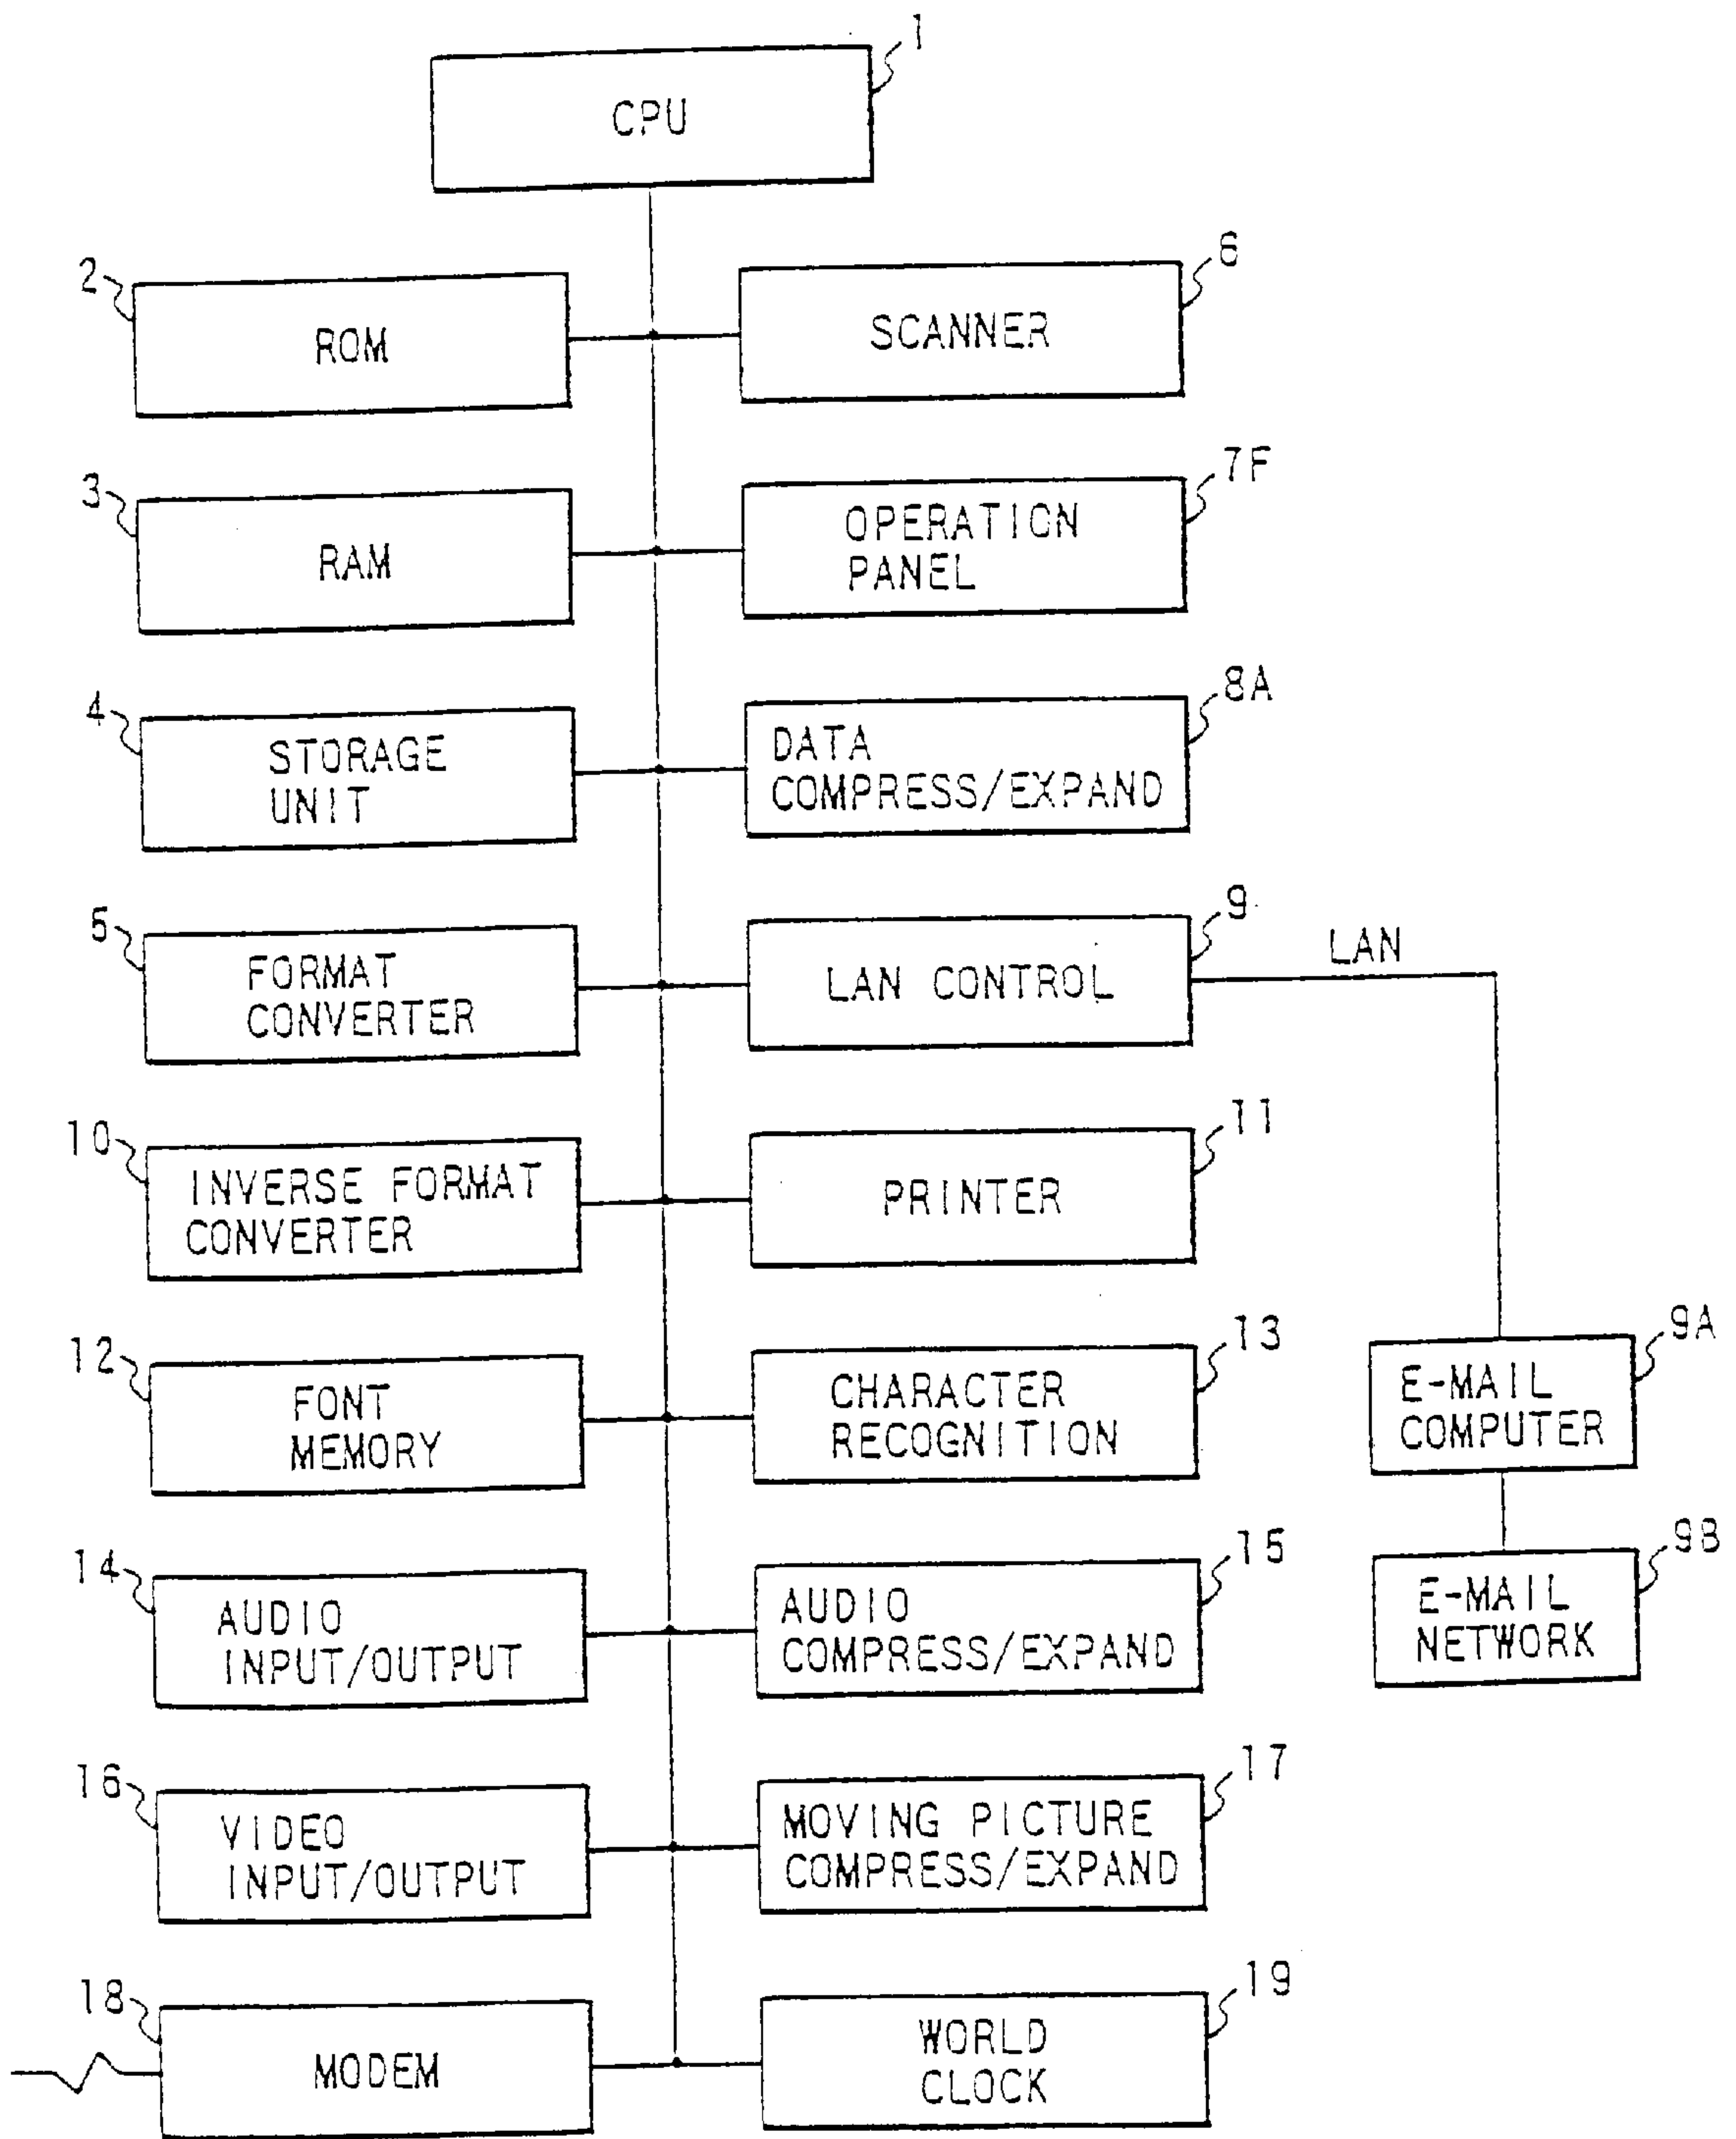 1
CPU
2
ROM
6
SCANNER
3
RAM
7F
OPERATION
PANEL
4
STORAGE
UNIT
8A
DATA
COMPRESS/EXPAND
5
FORMAT
CONVERTER
9
LAN CONTROL
LAN
10
INVERSE FORMAT
CONVERTER
11
PRINTER
12
FONT
MEMORY
13
CHARACTER
RECOGNITION
9A
E-MAIL
COMPUTER
14
AUDIO
INPUT/OUTPUT
15
AUDIO
COMPRESS/EXPAND
9B
E-MAIL
NETWORK
16
VIDEO
INPUT/OUTPUT
17
MOVING PICTURE
COMPRESS/EXPAND
18
MODEM
19
WORLD
CLOCK